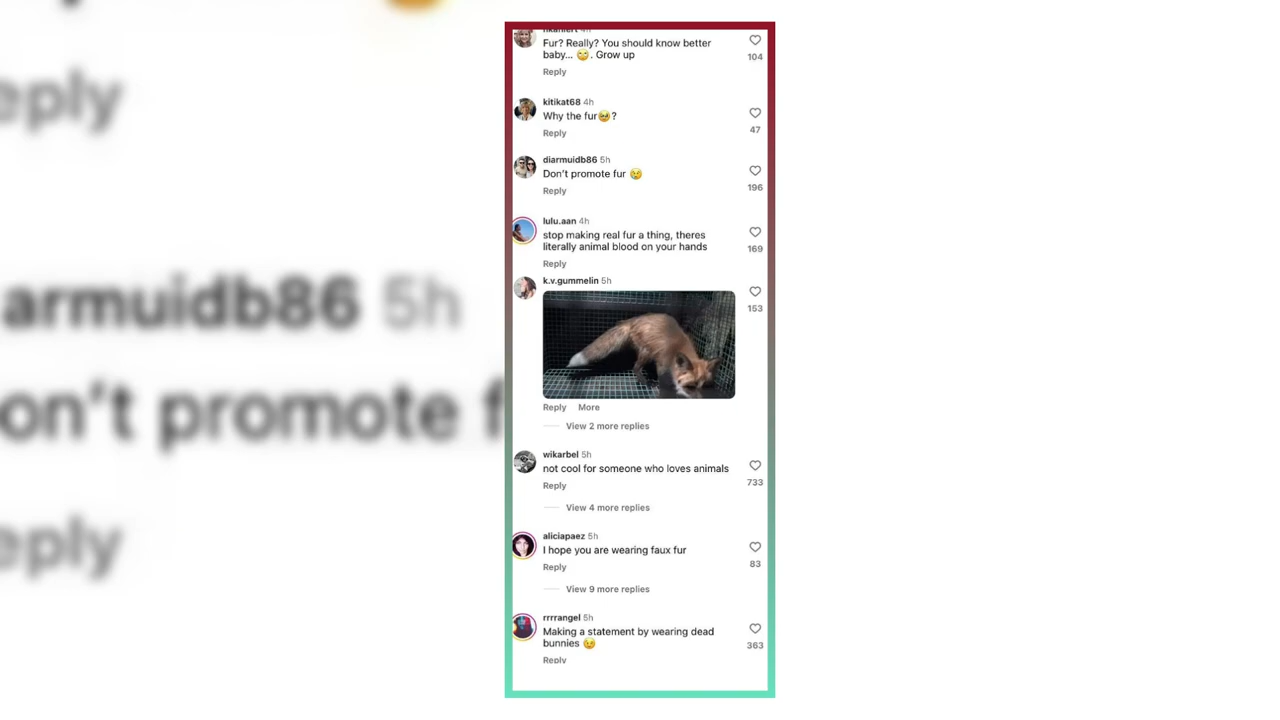 4h
Fur? Really? You should know better
baby... 😁. Grow up
104
Reply
kitikat68 4h
Why the fur🥹?
47
Reply
diarmuidb86 5h
Don't promote fur 😢
196
Reply
lulu.aan 4h
stop making real fur a thing, theres
literally animal blood on your hands
169
Reply
k.v.gummelin 5h
153
Reply More
View 2 more replies
wikarbel 5h
not cool for someone who loves animals
733
Reply
View 4 more replies
aliciapaez 5h
I hope you are wearing faux fur
83
Reply
View 9 more replies
rrrrangel 5h
Making a statement by wearing dead
bunnies 😉
363
Reply
eply
armuidb86 5h
on't promote f
eply